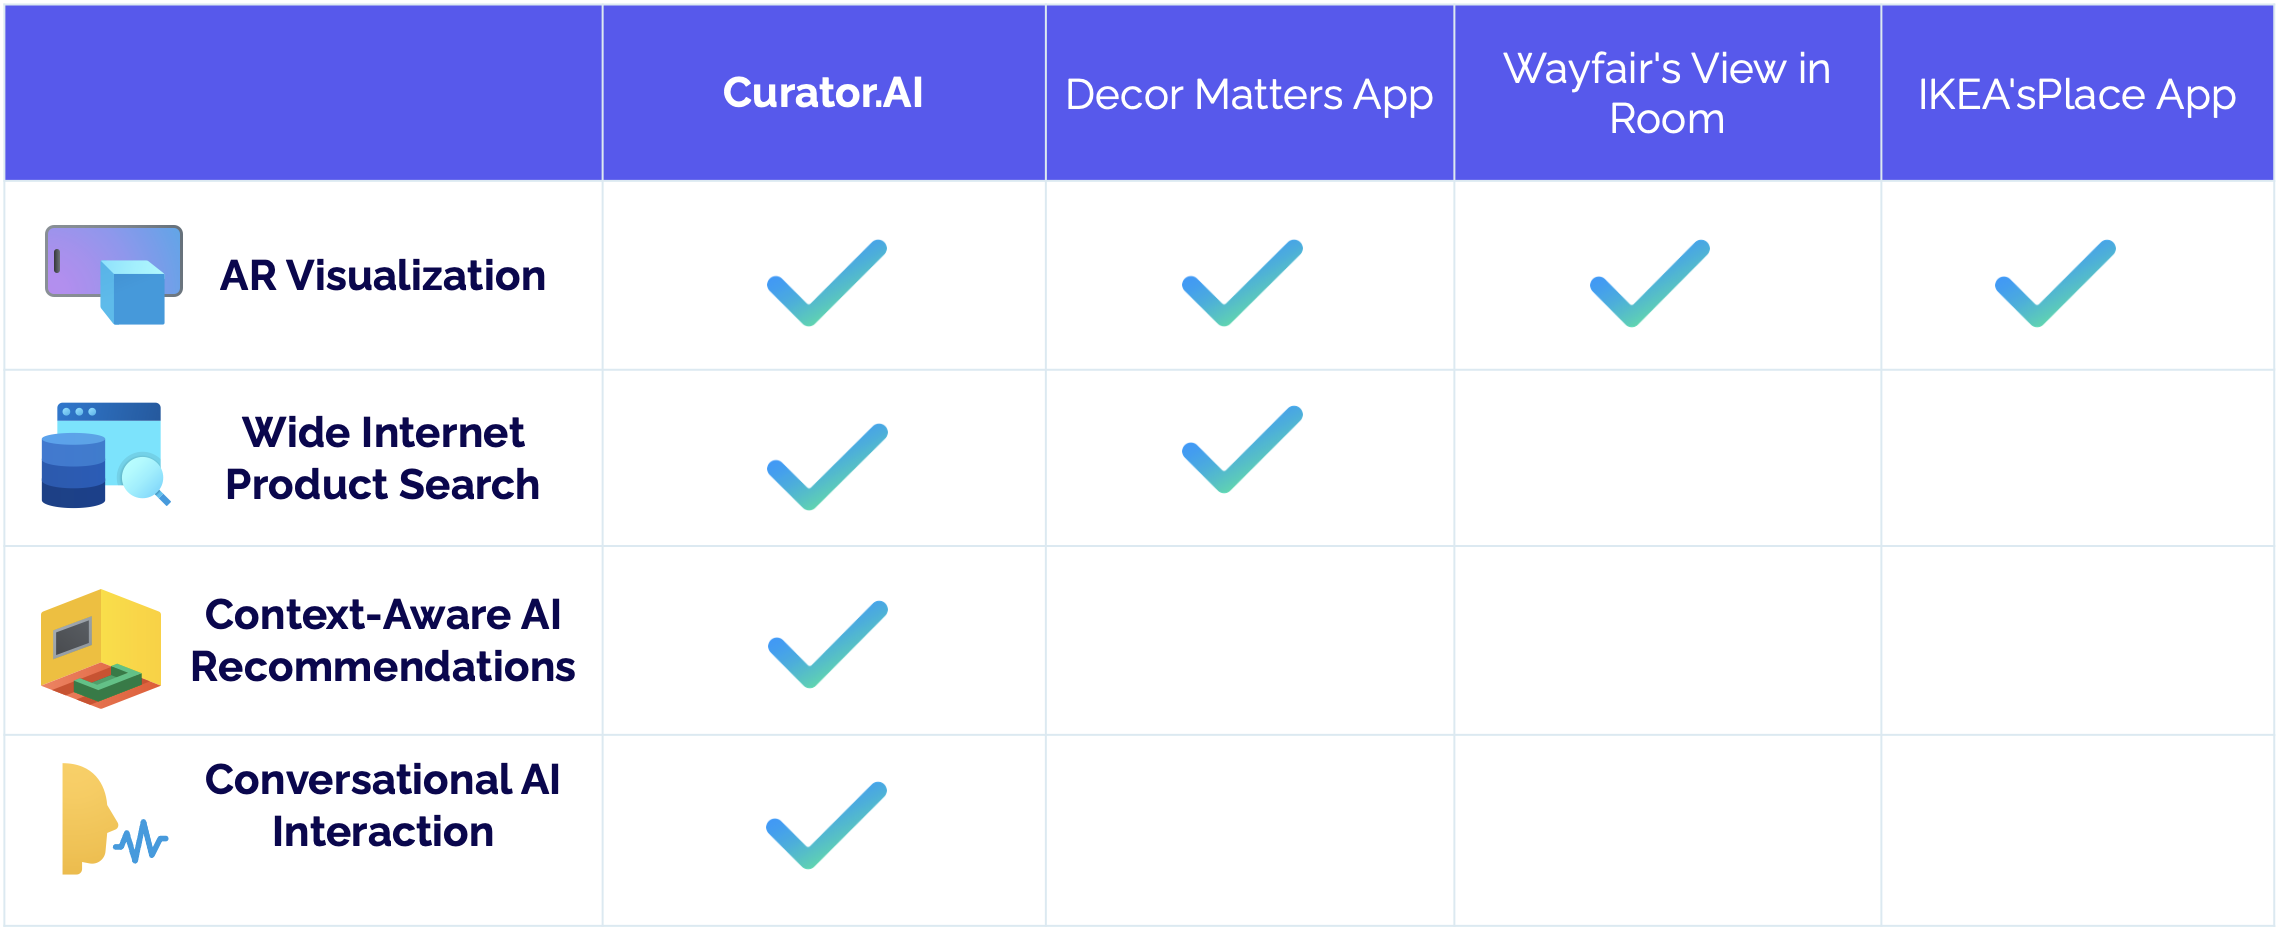 Curator.AI
Decor Matters App
Wayfair's View in
Room
IKEA'sPlace App
AR Visualization
Wide Internet
Product Search
Context-Aware AI
Recommendations
Conversational AI
Interaction